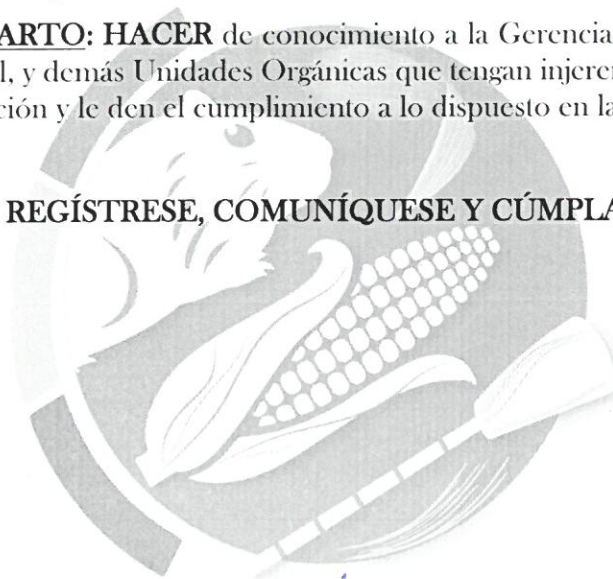 ARTO: HACER de conocimiento a la Gerencia
l, y demás Unidades Orgánicas que tengan injere
ción y le den el cumplimiento a lo dispuesto en la
REGÍSTRESE, COMUNÍQUESE Y CÚMPLA